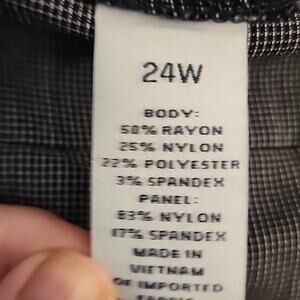 24W
BODY:
50% RAYON
25% NYLON
22% POLYESTER
3% SPANDEX
PANEL:
83% NYLON
17% SPANDEX
MADE IN
VIETNAM
OF IMPORTED